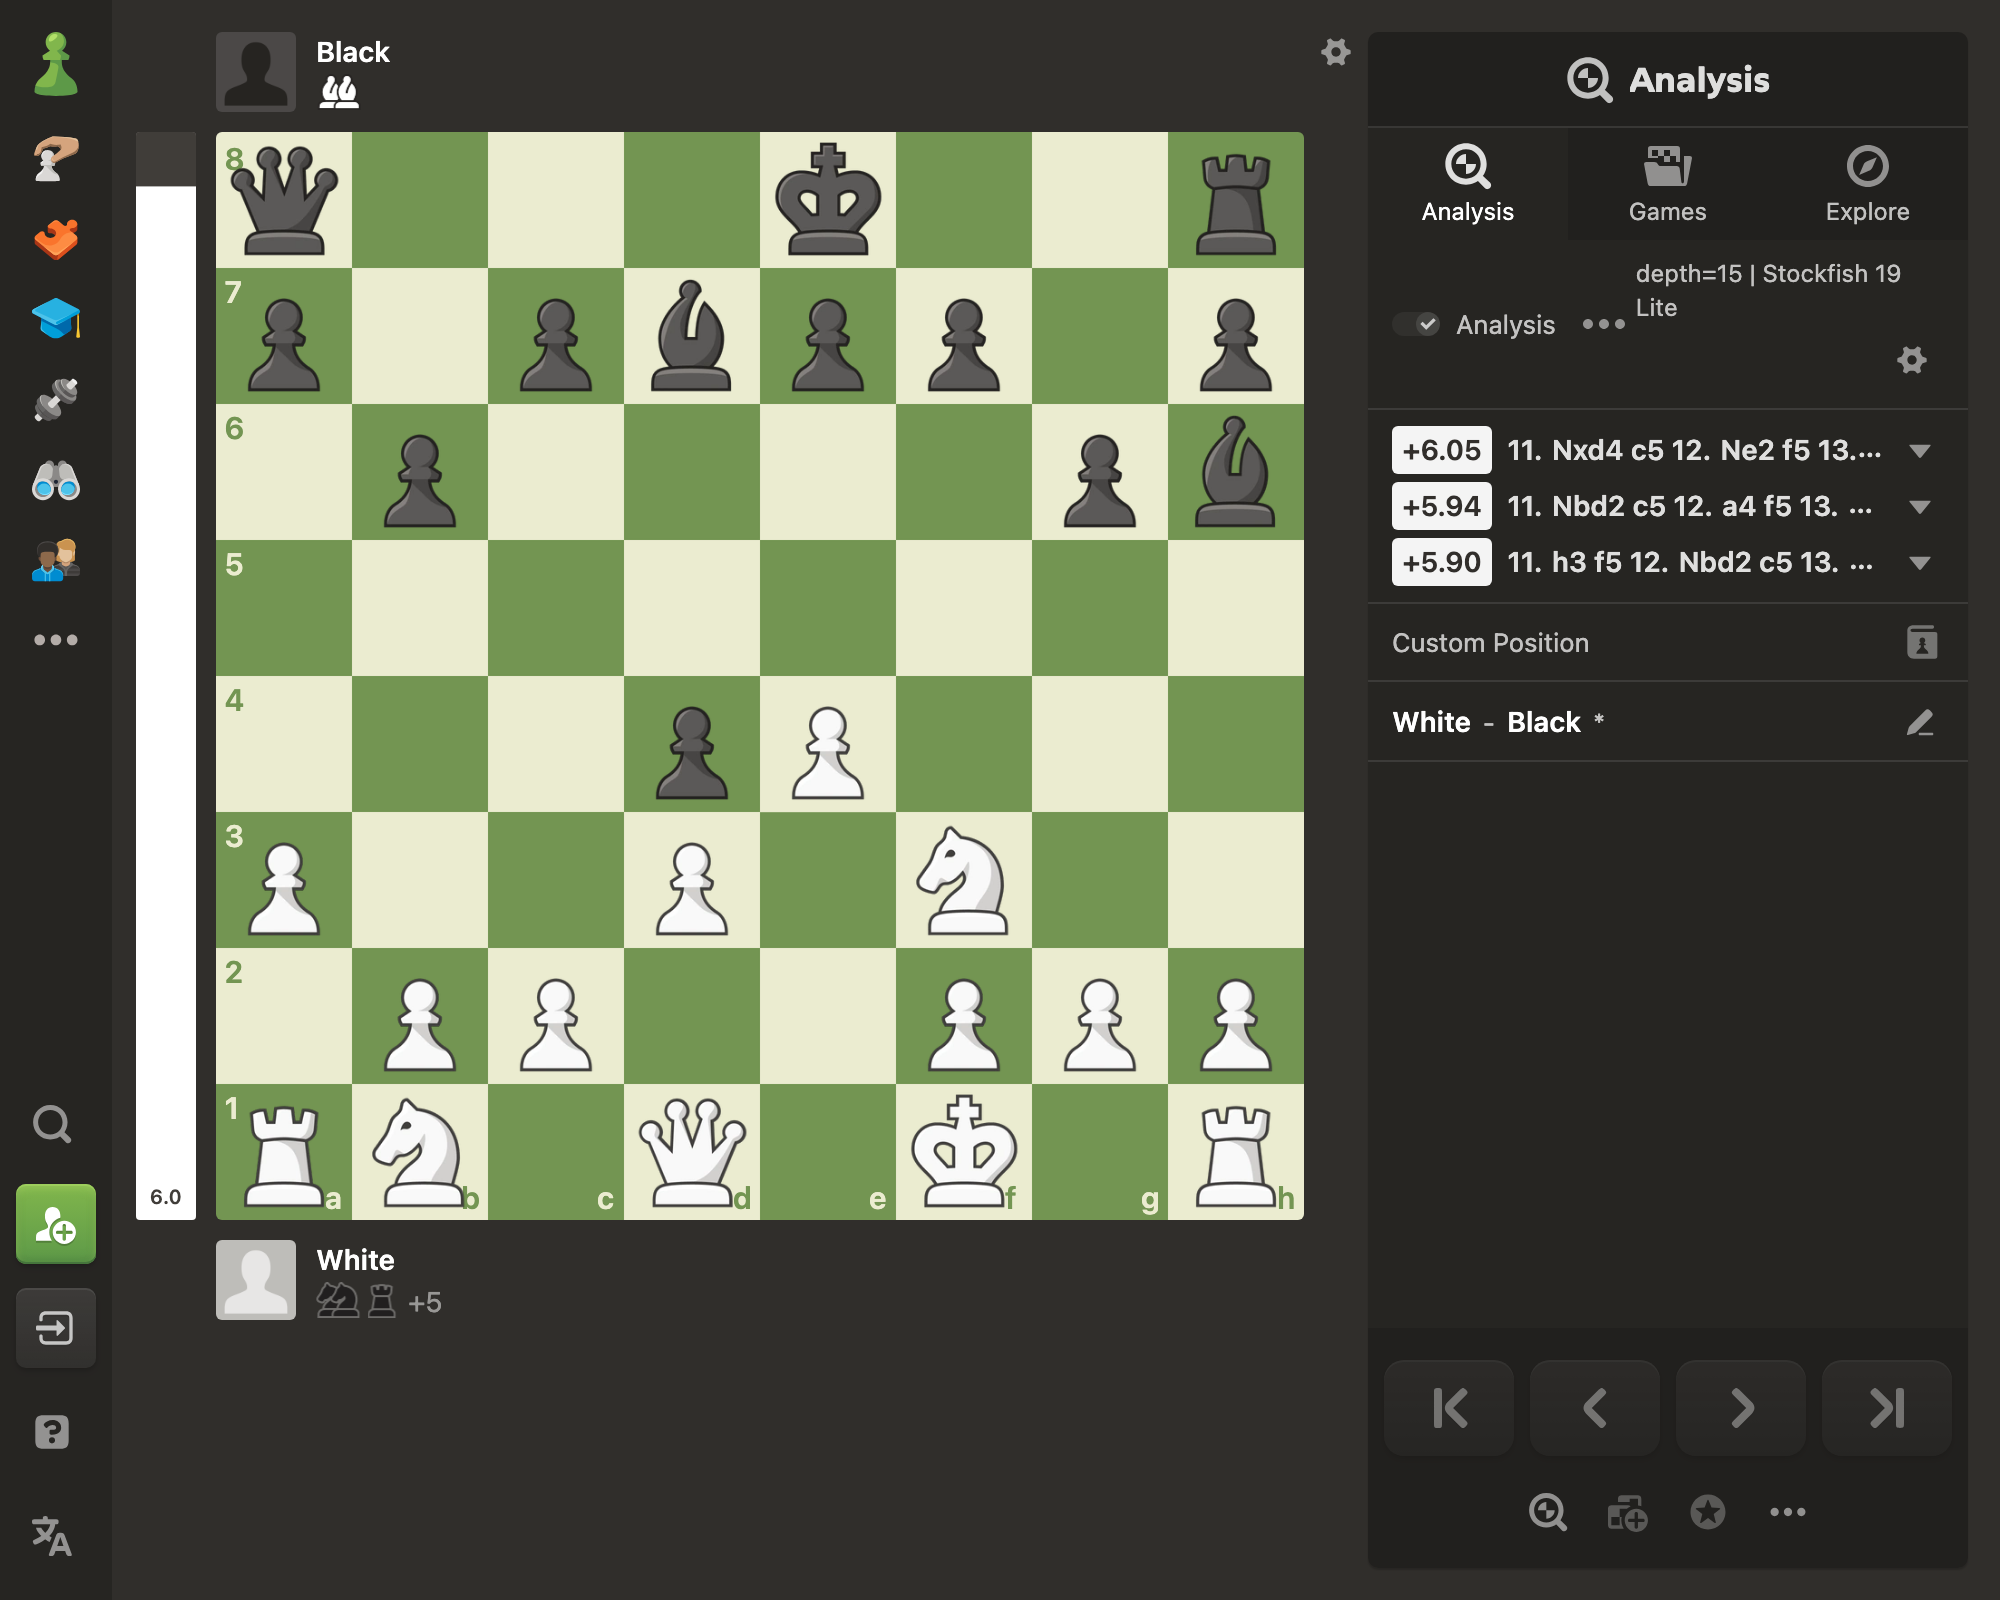 Black
Analysis
Analysis Games Explore
depth=15 | Stockfish 19
Lite
Analysis
+6.05 11. Nxd4 c5 12. Ne2 f5 13....
+5.94 11. Nbd2 c5 12. a4 f5 13. ...
+5.90 11. h3 f5 12. Nbd2 c5 13. ...
Custom Position
White - Black *
8
7
6
5
4
3
2
1
a b c d e f g h
6.0
White
+5